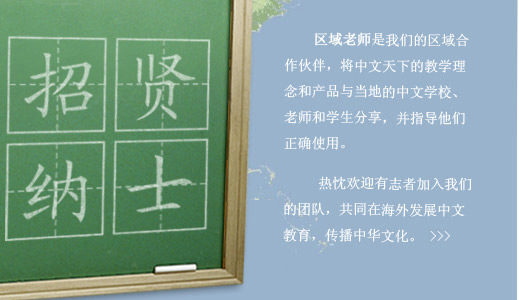 招贤
纳士
区域老师是我们的区域合
作伙伴，将中文天下的教学理
念和产品与当地的中文学校、
老师和学生分享，并指导他们
正确使用。
热忱欢迎有志者加入我们
的团队，共同在海外发展中文
教育，传播中华文化。 >>>